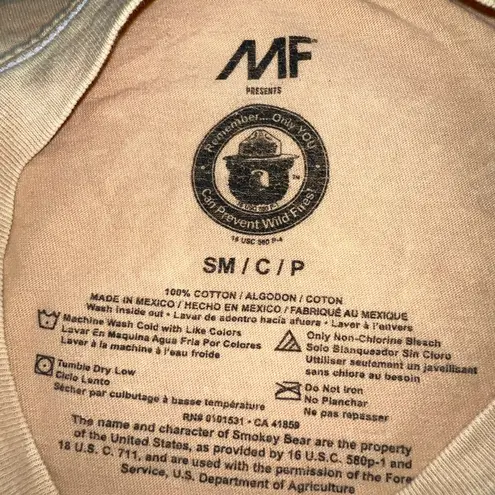 MF
PRESENTS
Remember... Only YOU!
Can Prevent Wild Fires!
16 USC 580 P-4
SM / C / P
100% COTTON / ALGODON / COTON
MADE IN MEXICO / HECHO EN MEXICO / FABRIQUÉ AU MEXIQUE
Wash inside out • Lavar de adentro hacia afuera • Laver à l'envers
Machine Wash Cold with Like Colors
Lavar En Maquina Agua Fria Por Colores
Laver à la machine à l'eau froide
Only Non-Chlorine Bleach
Solo Blanqueador Sin Cloro
Utiliser seulement un javellisant
sans chlore au besoin
Tumble Dry Low
Ciclo Lento
Sécher par culbutage à basse température
Do Not Iron
No Planchar
Ne pas repasser
RN# 0101531 • CA 41859
The name and character of Smokey Bear are the property
of the United States, as provided by 16 U.S.C. 580p-1 and
18 U.S. C. 711, and are used with the permission of the Fore
Service, U.S. Department of Agriculture